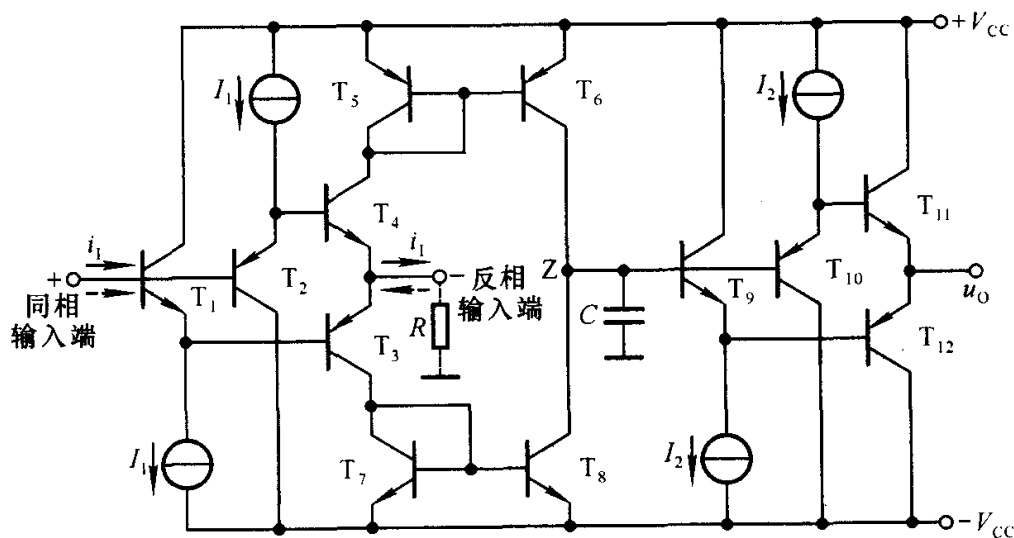 +V_CC
I_1
T_5
T_6
I_2
T_4
T_11
i_I
i_I
+
−
同相
输入端
T_1
T_2
反相
输入端
Z
T_9
T_10
u_O
R
C
T_3
T_12
I_1
T_7
T_8
I_2
−V_CC